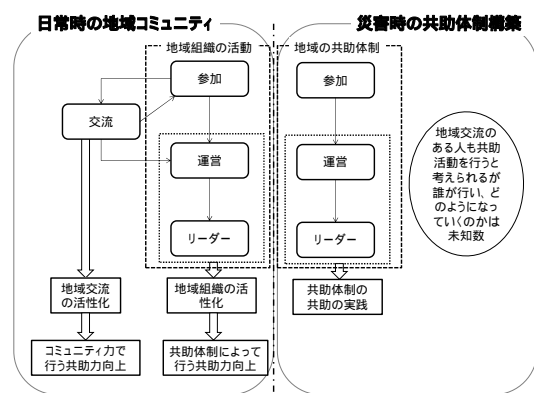 日常時の地域コミュニティ
災害時の共助体制構築
地域組織の活動
地域の共助体制
参加
参加
交流
運営
運営
リーダー
リーダー
地域交流の
ある人も共助
活動を行うと
考えられるが
誰が行い、ど
のようになっ
ていくのかは
未知数
地域交流
の活性化
地域組織の活
性化
共助体制の
共助の実践
コミュニティ力で
行う共助力向上
共助体制によって
行う共助力向上